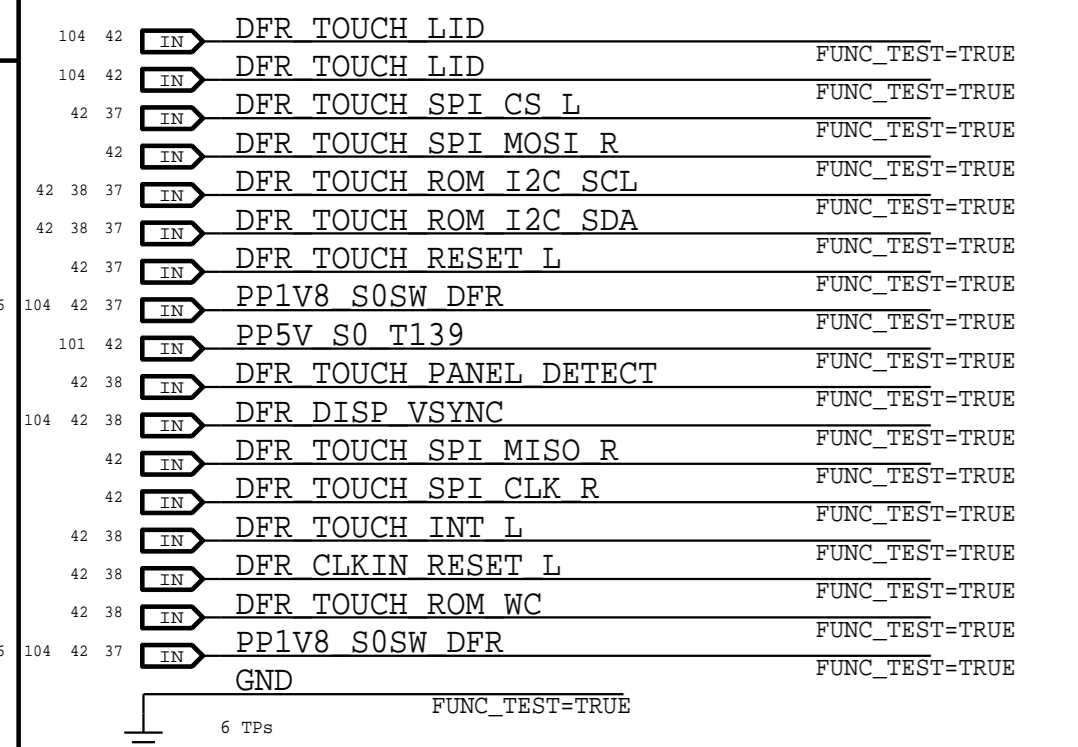 104 42 IN DFR_TOUCH_LID FUNC_TEST=TRUE
104 42 IN DFR_TOUCH_LID FUNC_TEST=TRUE
42 37 IN DFR_TOUCH_SPI_CS_L FUNC_TEST=TRUE
42 IN DFR_TOUCH_SPI_MOSI_R FUNC_TEST=TRUE
42 38 37 IN DFR_TOUCH_ROM_I2C_SCL FUNC_TEST=TRUE
42 38 37 IN DFR_TOUCH_ROM_I2C_SDA FUNC_TEST=TRUE
42 37 IN DFR_TOUCH_RESET_L FUNC_TEST=TRUE
104 42 37 IN PP1V8_S0SW_DFR FUNC_TEST=TRUE
101 42 IN PP5V_S0_T139 FUNC_TEST=TRUE
42 38 IN DFR_TOUCH_PANEL_DETECT FUNC_TEST=TRUE
104 42 38 IN DFR_DISP_VSYNC FUNC_TEST=TRUE
42 IN DFR_TOUCH_SPI_MISO_R FUNC_TEST=TRUE
42 IN DFR_TOUCH_SPI_CLK_R FUNC_TEST=TRUE
42 38 IN DFR_TOUCH_INT_L FUNC_TEST=TRUE
42 38 IN DFR_CLKIN_RESET_L FUNC_TEST=TRUE
42 38 IN DFR_TOUCH_ROM_WC FUNC_TEST=TRUE
104 42 37 IN PP1V8_S0SW_DFR FUNC_TEST=TRUE
GND FUNC_TEST=TRUE
6 TPs